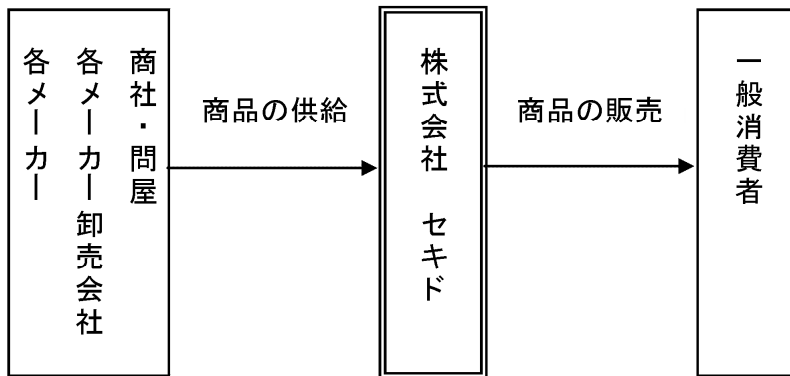 商社・問屋
各メーカー卸売会社
各メーカー
商品の供給
株式会社 セキド
商品の販売
一般消費者